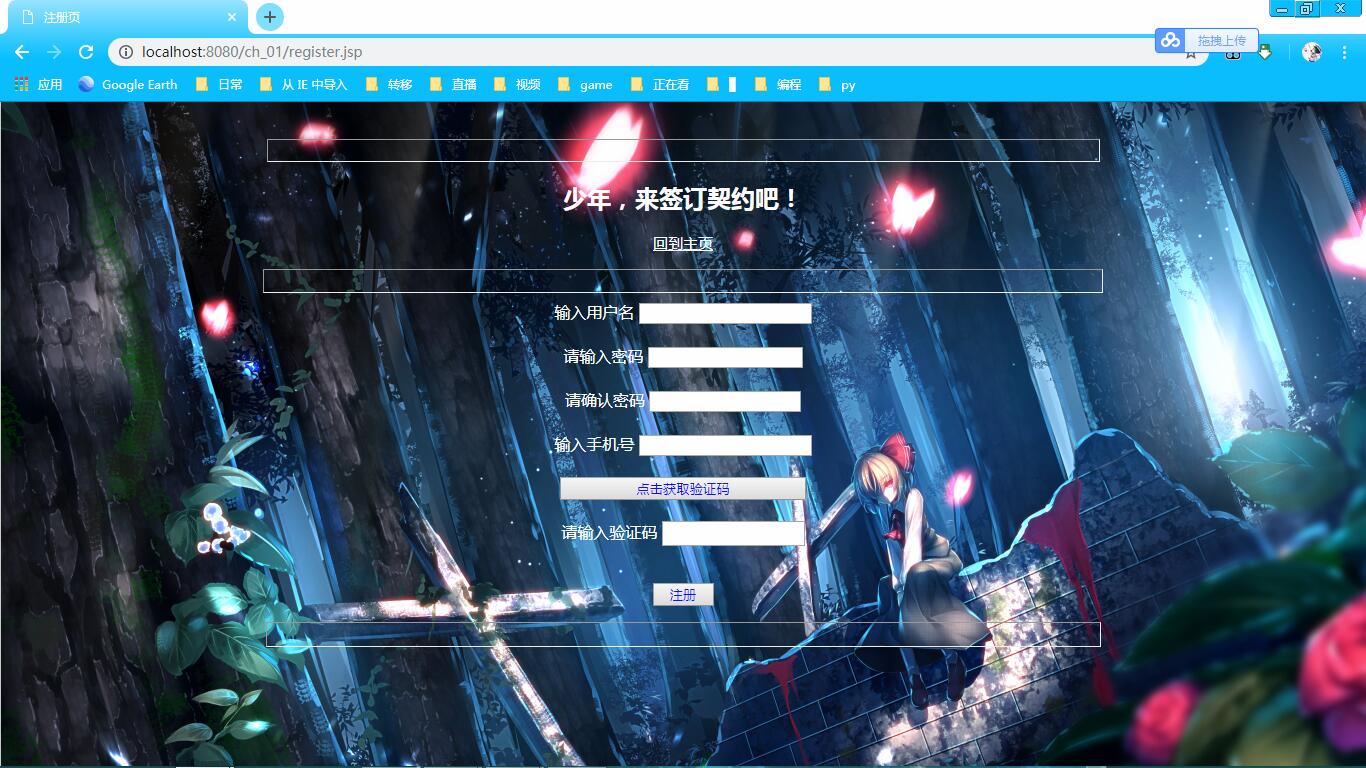 注册页
localhost:8080/ch_01/register.jsp
拖拽上传
应用 Google Earth 日常 从 IE 中导入 转移 直播 视频 game 正在看 编程 py
少年，来签订契约吧！
回到主页
输入用户名
请输入密码
请确认密码
输入手机号
点击获取验证码
请输入验证码
注册